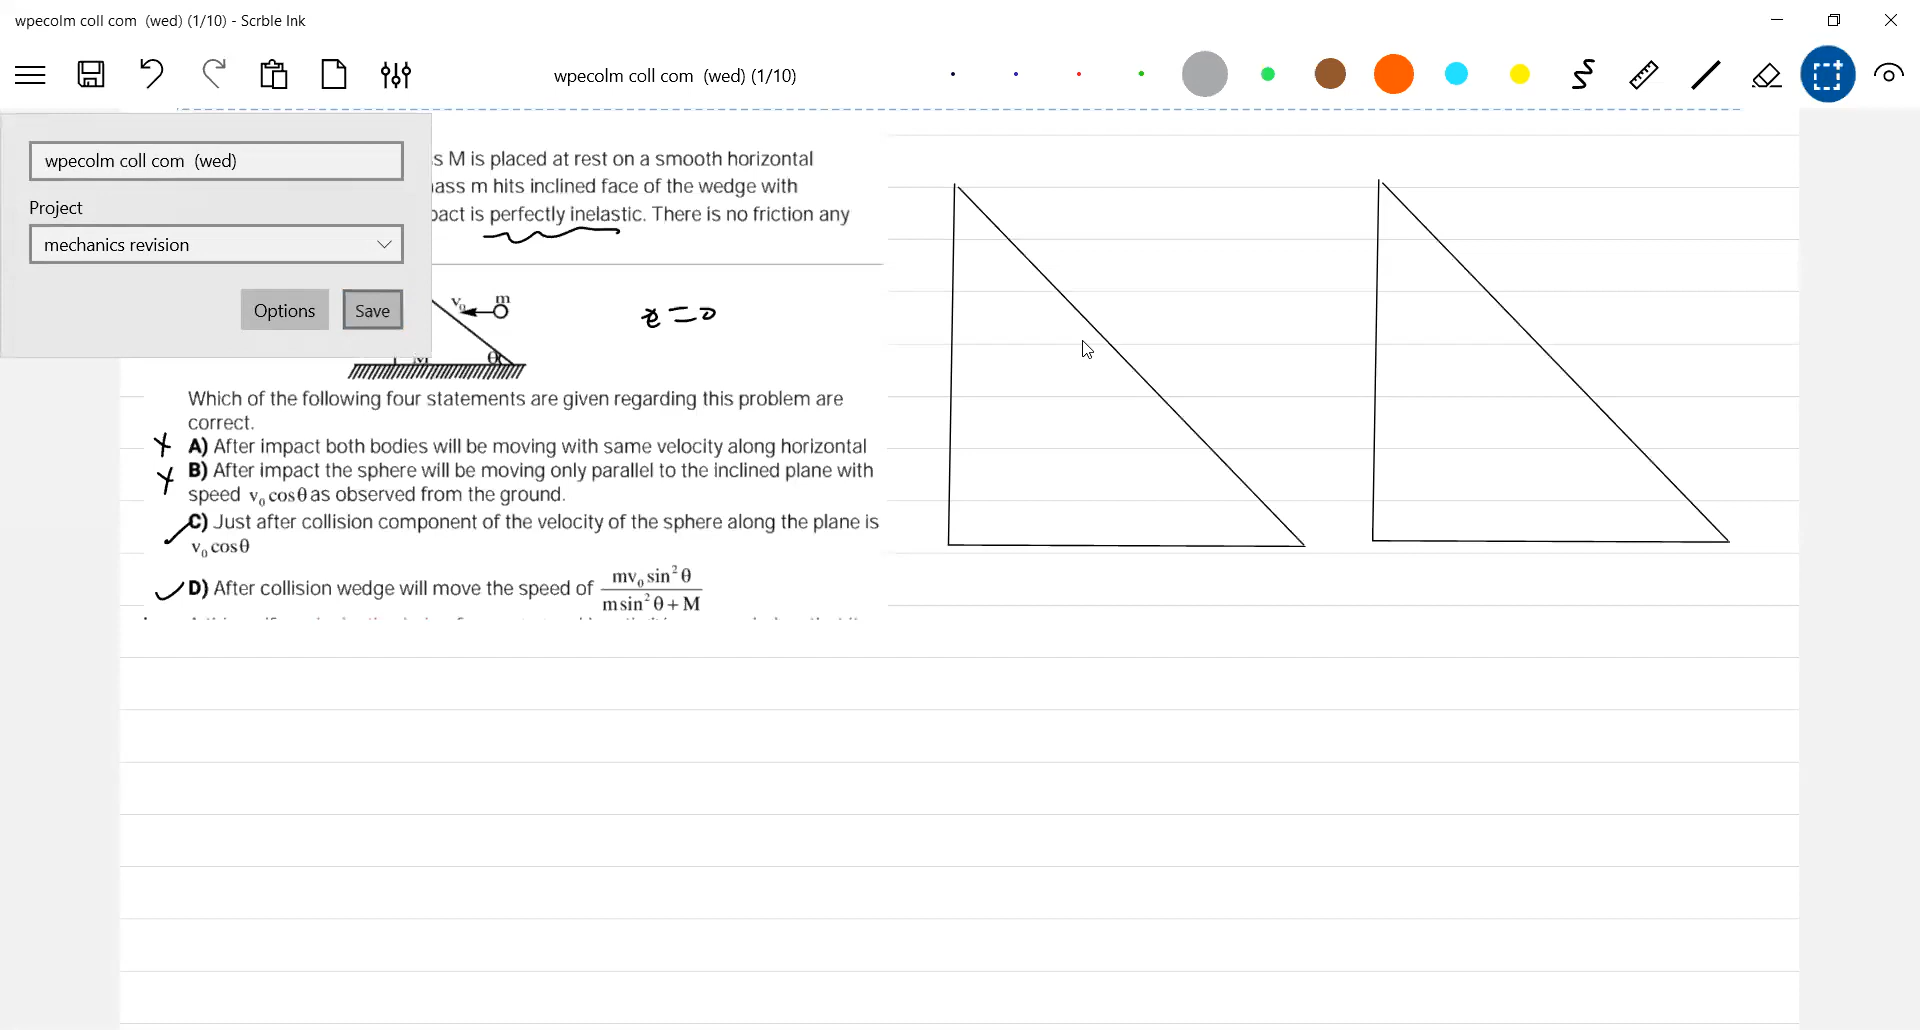 wpecolm coll com (wed) (1/10) - Scrble Ink
wpecolm coll com (wed) (1/10)
wpecolm coll com (wed)
Project
mechanics revision
Options
Save
s M is placed at rest on a smooth horizontal
ass m hits inclined face of the wedge with
pact is perfectly inelastic. There is no friction any
v₀ m
e = 0
M θ
Which of the following four statements are given regarding this problem are
correct.
A) After impact both bodies will be moving with same velocity along horizontal
B) After impact the sphere will be moving only parallel to the inclined plane with
speed v₀ cosθ as observed from the ground.
C) Just after collision component of the velocity of the sphere along the plane is
v₀ cosθ
D) After collision wedge will move the speed of mv₀ sin²θ / m sin²θ + M